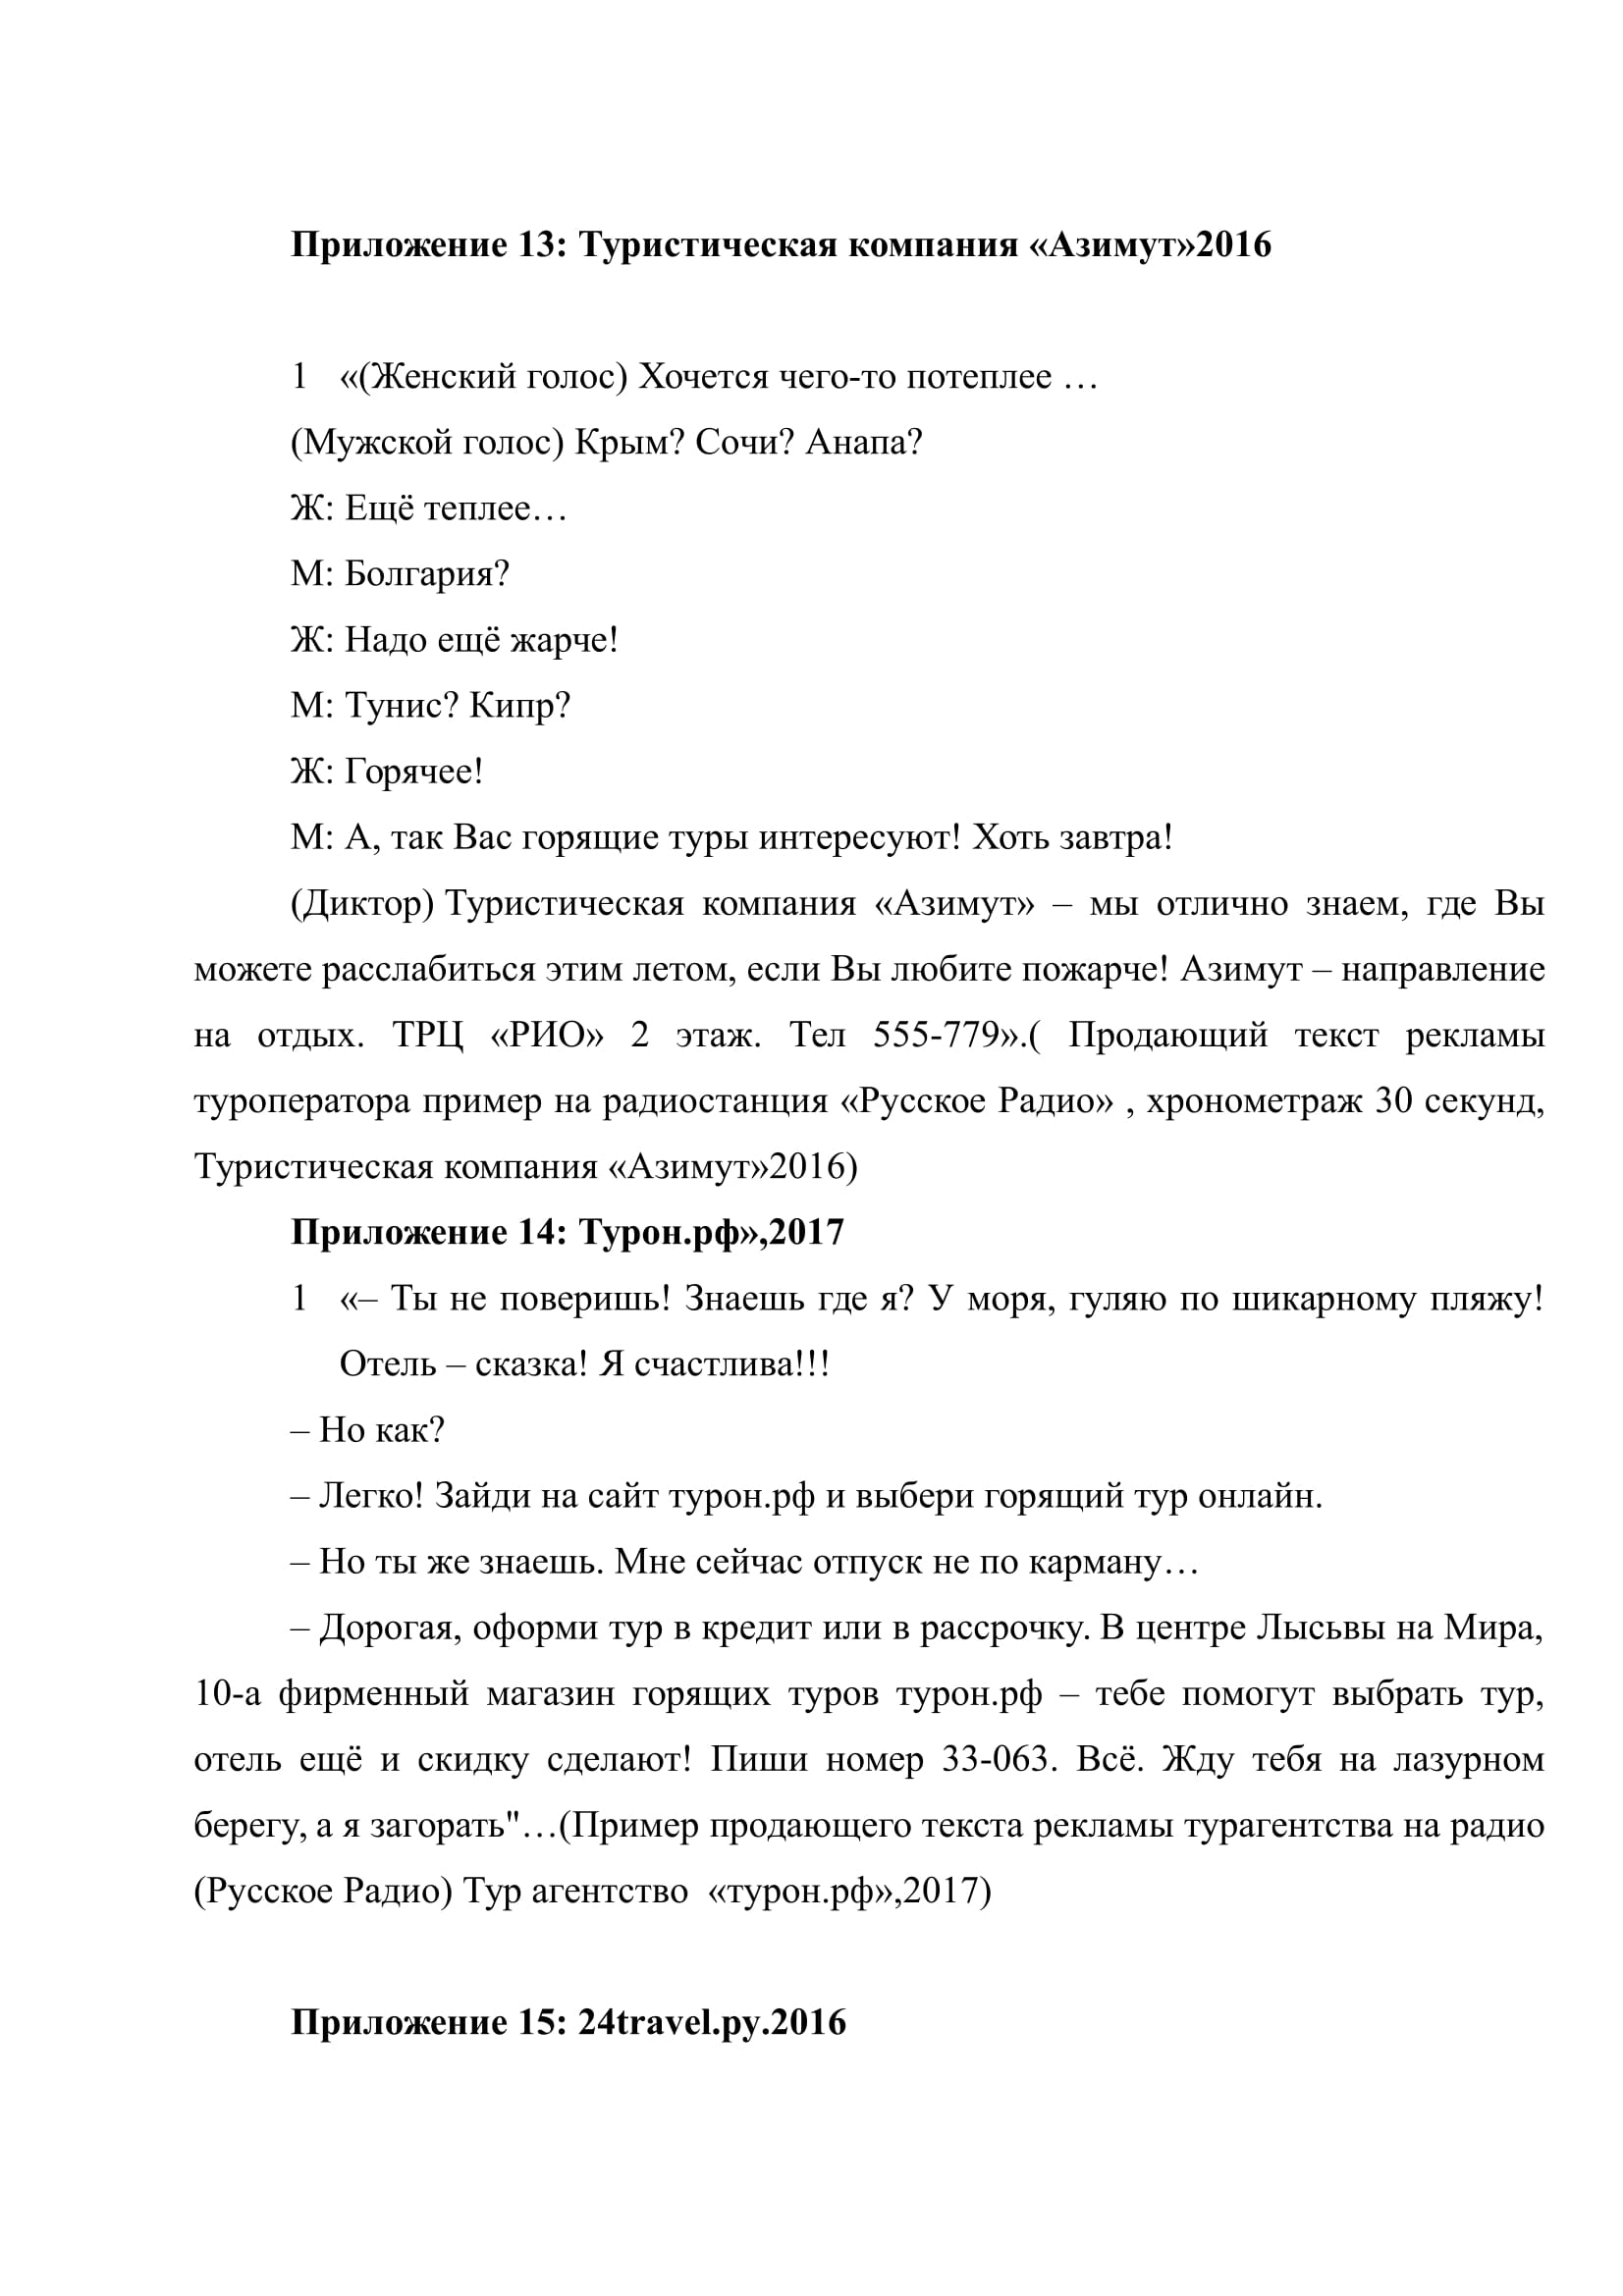 Приложение 13: Туристическая компания «Азимут»2016
1 «(Женский голос) Хочется чего-то потеплее …
(Мужской голос) Крым? Сочи? Анапа?
Ж: Ещё теплее…
М: Болгария?
Ж: Надо ещё жарче!
М: Тунис? Кипр?
Ж: Горячее!
М: А, так Вас горящие туры интересуют! Хоть завтра!
(Диктор) Туристическая компания «Азимут» – мы отлично знаем, где Вы
можете расслабиться этим летом, если Вы любите пожарче! Азимут – направление
на отдых. ТРЦ «РИО» 2 этаж. Тел 555-779».( Продающий текст рекламы
туроператора пример на радиостанция «Русское Радио» , хронометраж 30 секунд,
Туристическая компания «Азимут»2016)
Приложение 14: Турон.рф»,2017
1 «– Ты не поверишь! Знаешь где я? У моря, гуляю по шикарному пляжу!
Отель – сказка! Я счастлива!!!
– Но как?
– Легко! Зайди на сайт турон.рф и выбери горящий тур онлайн.
– Но ты же знаешь. Мне сейчас отпуск не по карману…
– Дорогая, оформи тур в кредит или в рассрочку. В центре Лысьвы на Мира,
10-а фирменный магазин горящих туров турон.рф – тебе помогут выбрать тур,
отель ещё и скидку сделают! Пиши номер 33-063. Всё. Жду тебя на лазурном
берегу, а я загорать"…(Пример продающего текста рекламы турагентства на радио
(Русское Радио) Тур агентство «турон.рф»,2017)
Приложение 15: 24travel.ру.2016